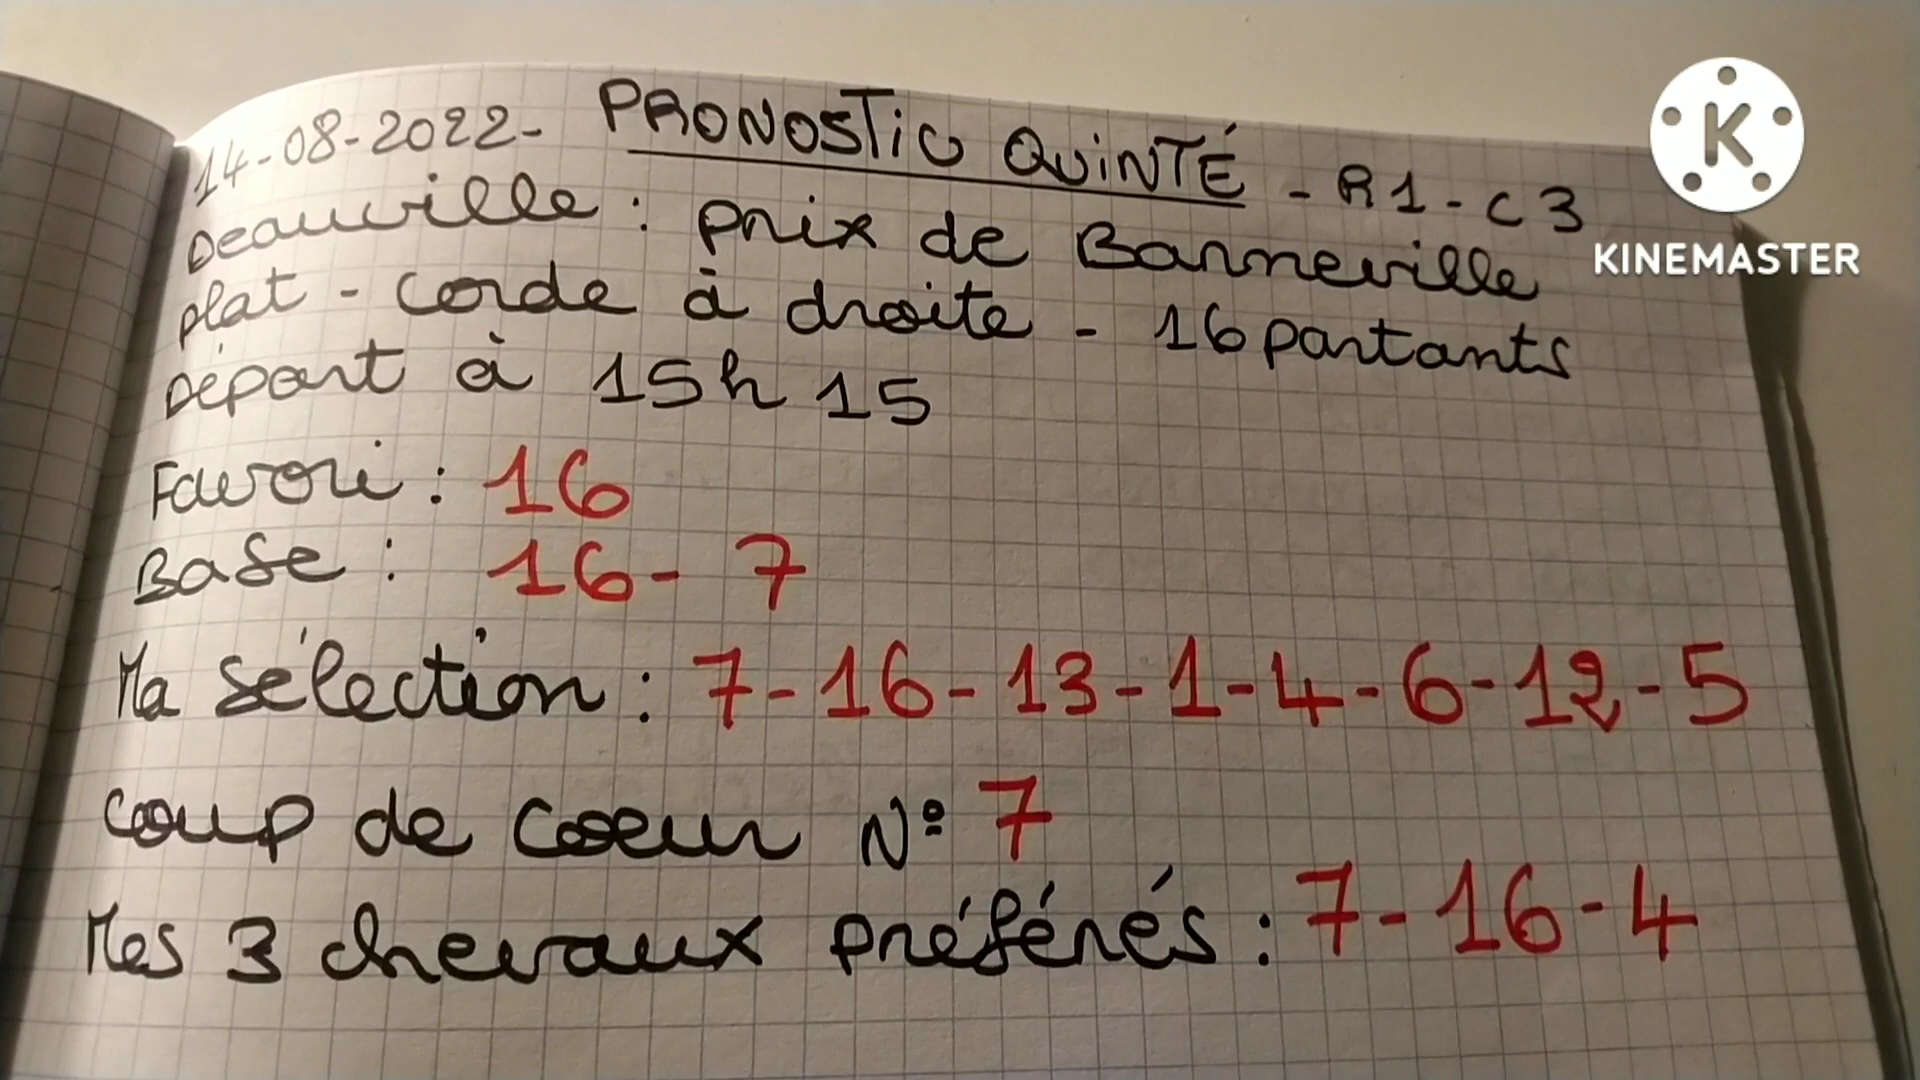 14-08-2022- PRONOSTIC QUINTÉ - R1 - C3
Deauville : prix de Banneville
plat - corde à droite - 16 partants
Départ à 15h15
Favori : 16
Base : 16 - 7
Ma sélection : 7-16-13-1-4-6-12-5
Coup de coeur N° 7
Mes 3 chevaux préférés : 7-16-4
K
KINEMASTER